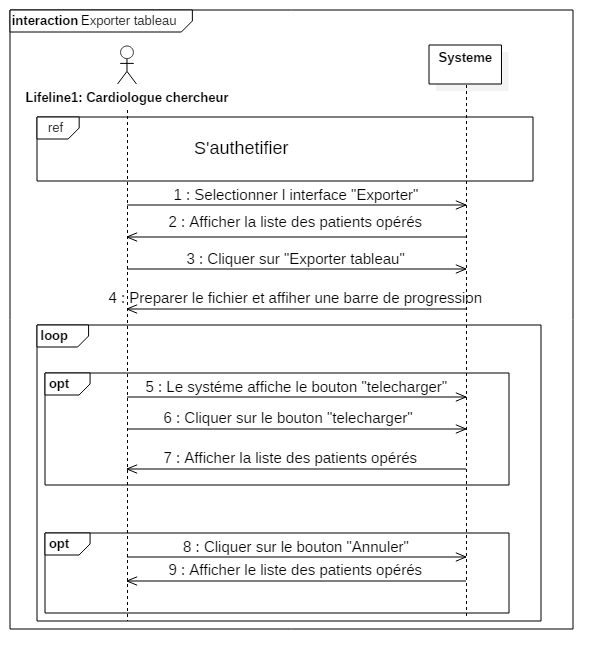 interaction Exporter tableau
Systeme
Lifeline1: Cardiologue chercheur
ref
S'authetifier
1 : Selectionner l interface "Exporter"
2 : Afficher la liste des patients opérés
3 : Cliquer sur "Exporter tableau"
4 : Preparer le fichier et affiher une barre de progression
loop
opt
5 : Le systéme affiche le bouton "telecharger"
6 : Cliquer sur le bouton "telecharger"
7 : Afficher la liste des patients opérés
opt
8 : Cliquer sur le bouton "Annuler"
9 : Afficher le liste des patients opérés